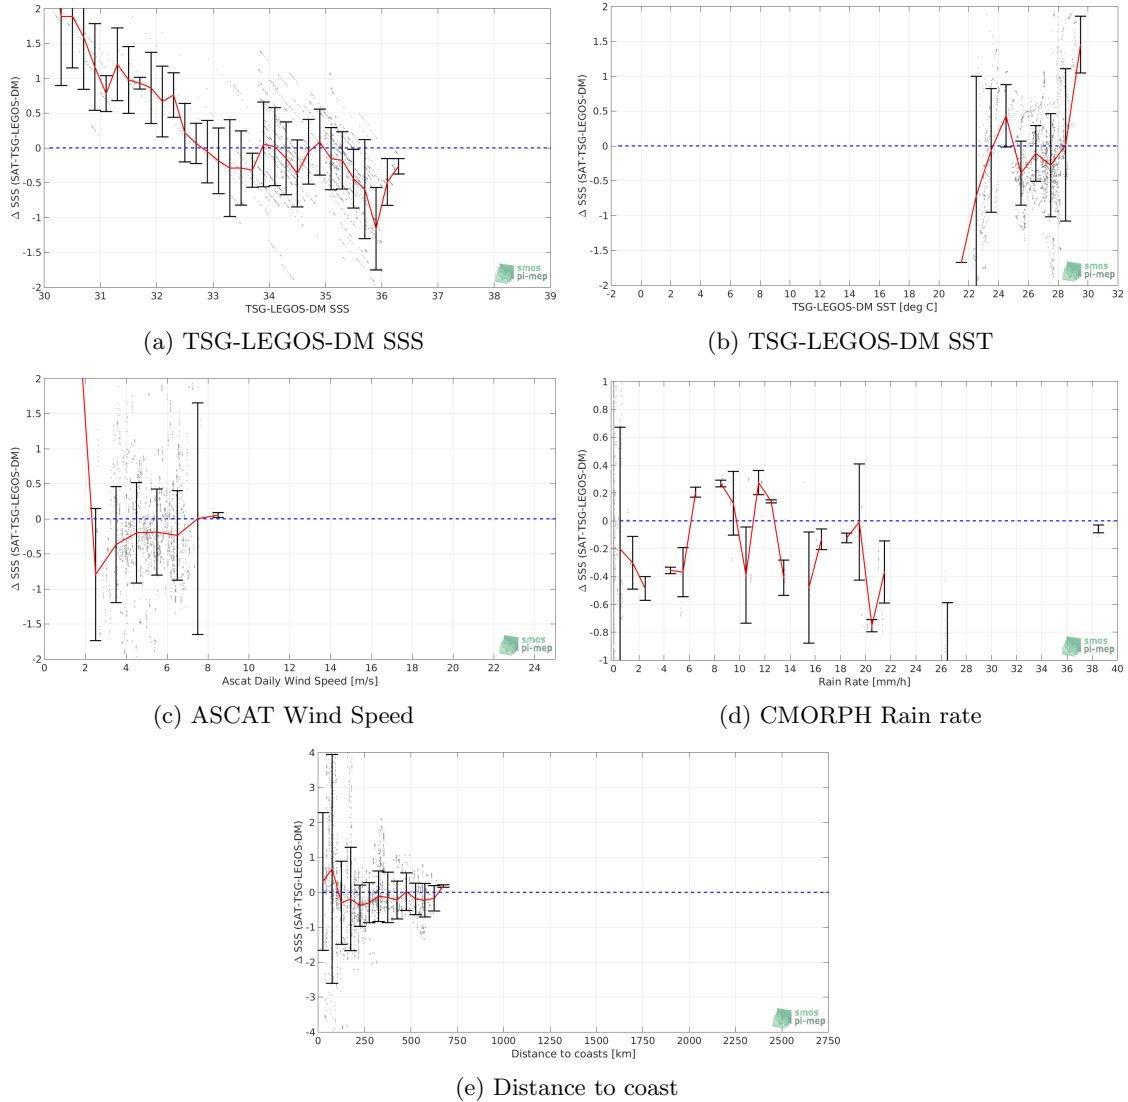 2
1.5
1
0.5
0
-0.5
-1
-1.5
-2
Δ SSS (SAT-TSG-LEGOS-DM)
30 31 32 33 34 35 36 37 38 39
TSG-LEGOS-DM SSS
smos
pi-mep
(a) TSG-LEGOS-DM SSS
2
1.5
1
0.5
0
-0.5
-1
-1.5
-2
Δ SSS (SAT-TSG-LEGOS-DM)
-2 0 2 4 6 8 10 12 14 16 18 20 22 24 26 28 30 32
TSG-LEGOS-DM SST [deg C]
smos
pi-mep
(b) TSG-LEGOS-DM SST
2
1.5
1
0.5
0
-0.5
-1
-1.5
-2
Δ SSS (SAT-TSG-LEGOS-DM)
0 2 4 6 8 10 12 14 16 18 20 22 24
Ascat Daily Wind Speed [m/s]
smos
pi-mep
(c) ASCAT Wind Speed
1
0.8
0.6
0.4
0.2
0
-0.2
-0.4
-0.6
-0.8
-1
Δ SSS (SAT-TSG-LEGOS-DM)
0 2 4 6 8 10 12 14 16 18 20 22 24 26 28 30 32 34 36 38 40
Rain Rate [mm/h]
smos
pi-mep
(d) CMORPH Rain rate
4
3
2
1
0
-1
-2
-3
-4
Δ SSS (SAT-TSG-LEGOS-DM)
0 250 500 750 1000 1250 1500 1750 2000 2250 2500 2750
Distance to coasts [km]
smos
pi-mep
(e) Distance to coast